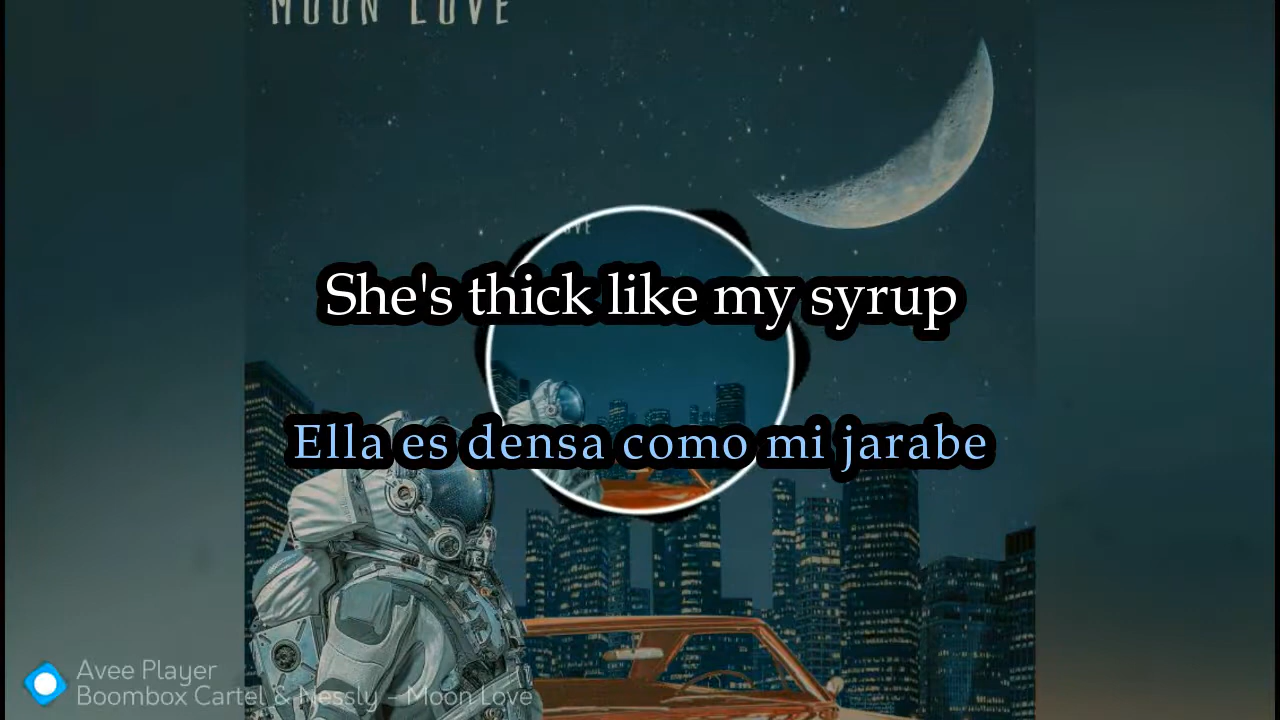 MOON LOVE
OVE
She's thick like my syrup
Ella es densa como mi jarabe
Avee Player
Boombox Cartel & Nessly - Moon Love